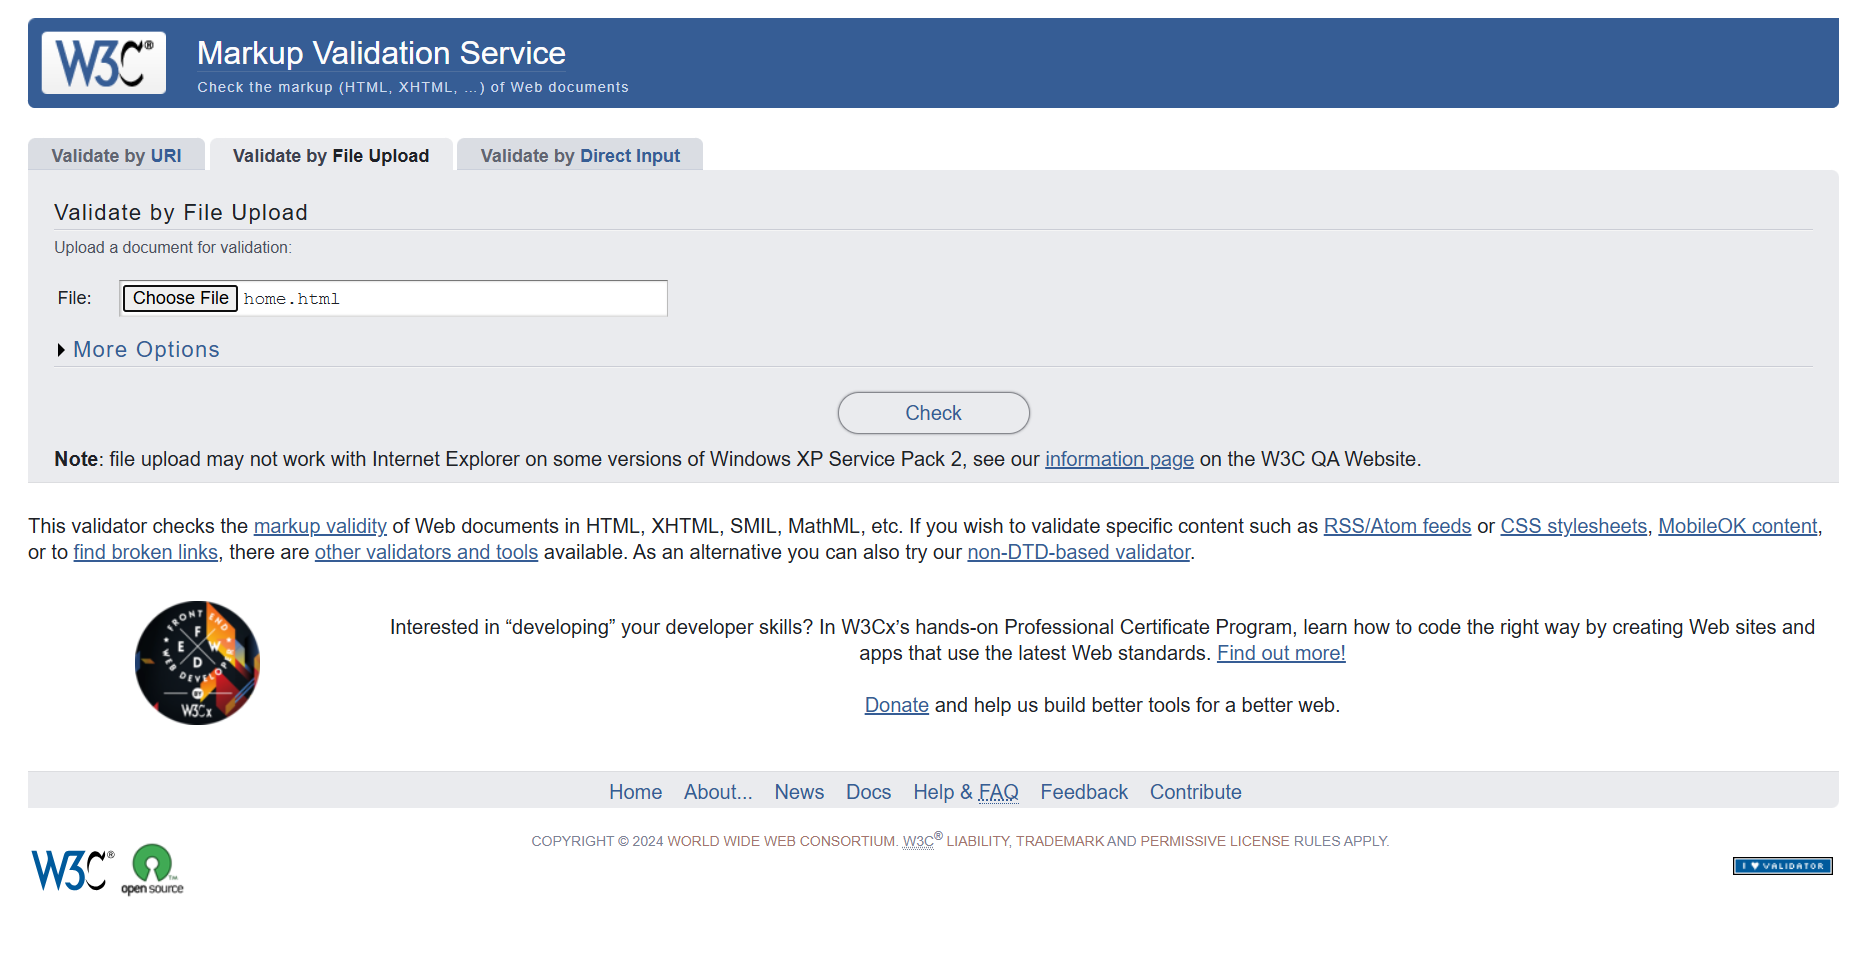 W3C®
Markup Validation Service
Check the markup (HTML, XHTML, …) of Web documents
Validate by URI
Validate by File Upload
Validate by Direct Input
Validate by File Upload
Upload a document for validation:
File: Choose File home.html
More Options
Check
Note: file upload may not work with Internet Explorer on some versions of Windows XP Service Pack 2, see our information page on the W3C QA Website.
This validator checks the markup validity of Web documents in HTML, XHTML, SMIL, MathML, etc. If you wish to validate specific content such as RSS/Atom feeds or CSS stylesheets, MobileOK content,
or to find broken links, there are other validators and tools available. As an alternative you can also try our non-DTD-based validator.
FRONT END
WEB DEVELOPER
F
E W
D
BY
W3Cx
Interested in “developing” your developer skills? In W3Cx’s hands-on Professional Certificate Program, learn how to code the right way by creating Web sites and
apps that use the latest Web standards. Find out more!
Donate and help us build better tools for a better web.
Home About... News Docs Help & FAQ Feedback Contribute
COPYRIGHT © 2024 WORLD WIDE WEB CONSORTIUM. W3C® LIABILITY, TRADEMARK AND PERMISSIVE LICENSE RULES APPLY.
W3C®
open source™
I ♥ VALIDATOR